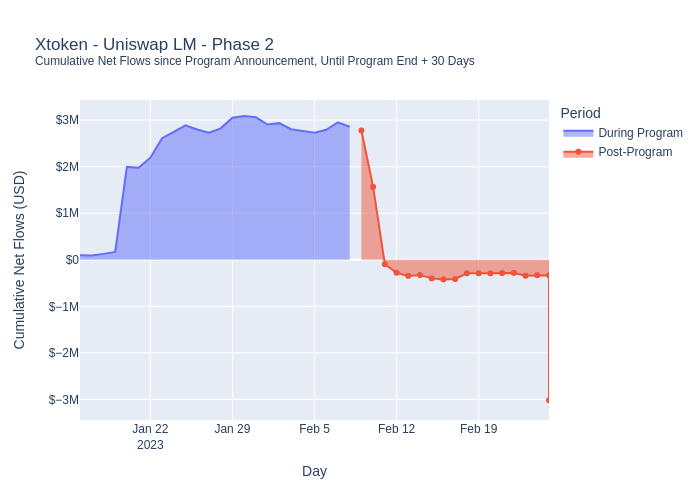 Xtoken - Uniswap LM - Phase 2
Cumulative Net Flows since Program Announcement, Until Program End + 30 Days
Period
During Program
Post-Program
Cumulative Net Flows (USD)
$3M
$2M
$1M
$0
$−1M
$−2M
$−3M
Jan 22
2023
Jan 29
Feb 5
Feb 12
Feb 19
Day